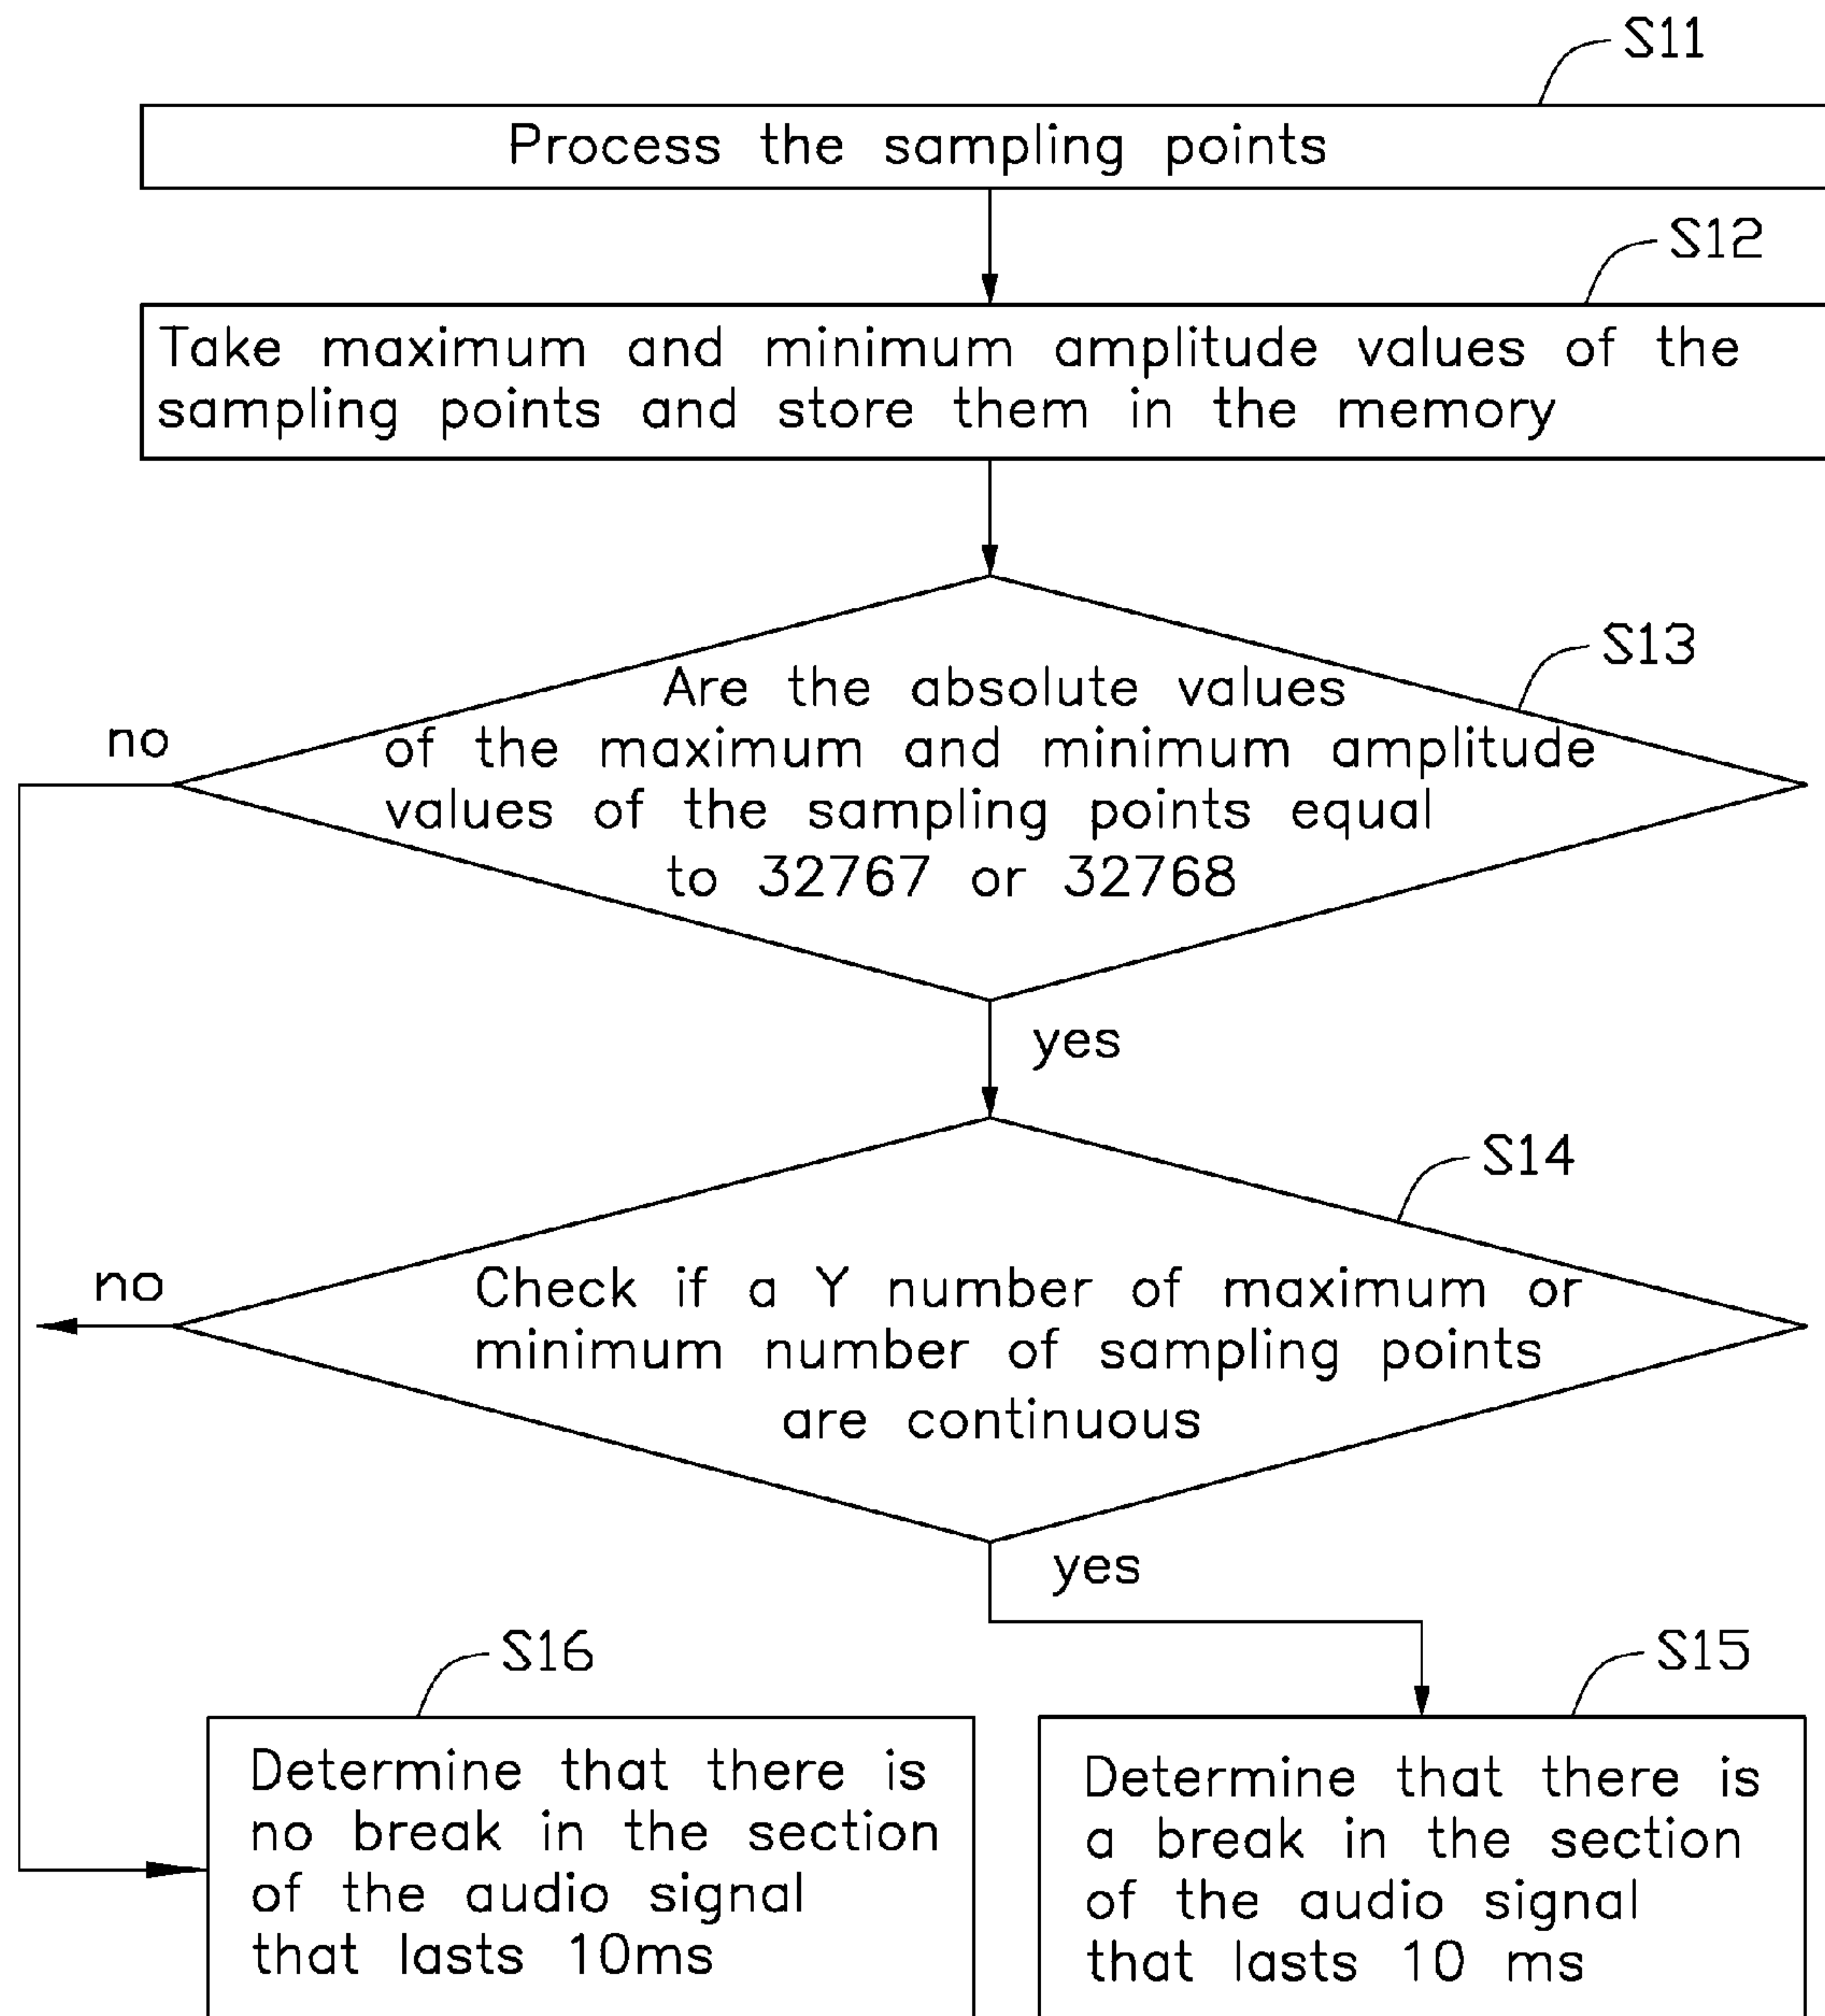 S11
Process the sampling points
S12
Take maximum and minimum amplitude values of the
sampling points and store them in the memory
S13
Are the absolute values
of the maximum and minimum amplitude
values of the sampling points equal
to 32767 or 32768
no
yes
S14
Check if a Y number of maximum or
minimum number of sampling points
are continuous
no
yes
S16
Determine that there is
no break in the section
of the audio signal
that lasts 10ms
S15
Determine that there is
a break in the section
of the audio signal
that lasts 10 ms